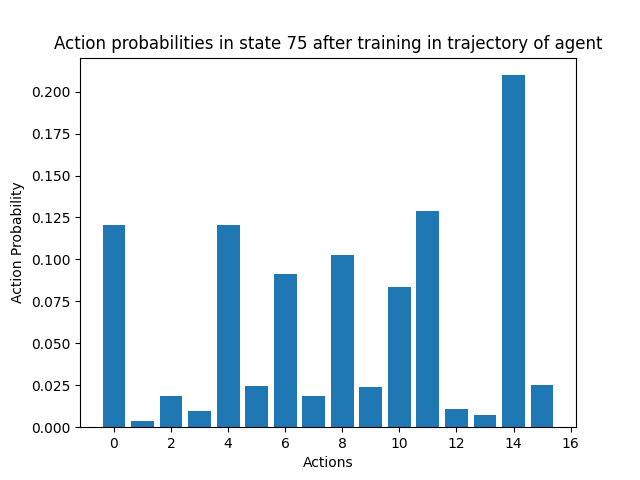 Action probabilities in state 75 after training in trajectory of agent
0.200
0.175
0.150
0.125
0.100
0.075
0.050
0.025
0.000
Action Probability
0 2 4 6 8 10 12 14 16
Actions